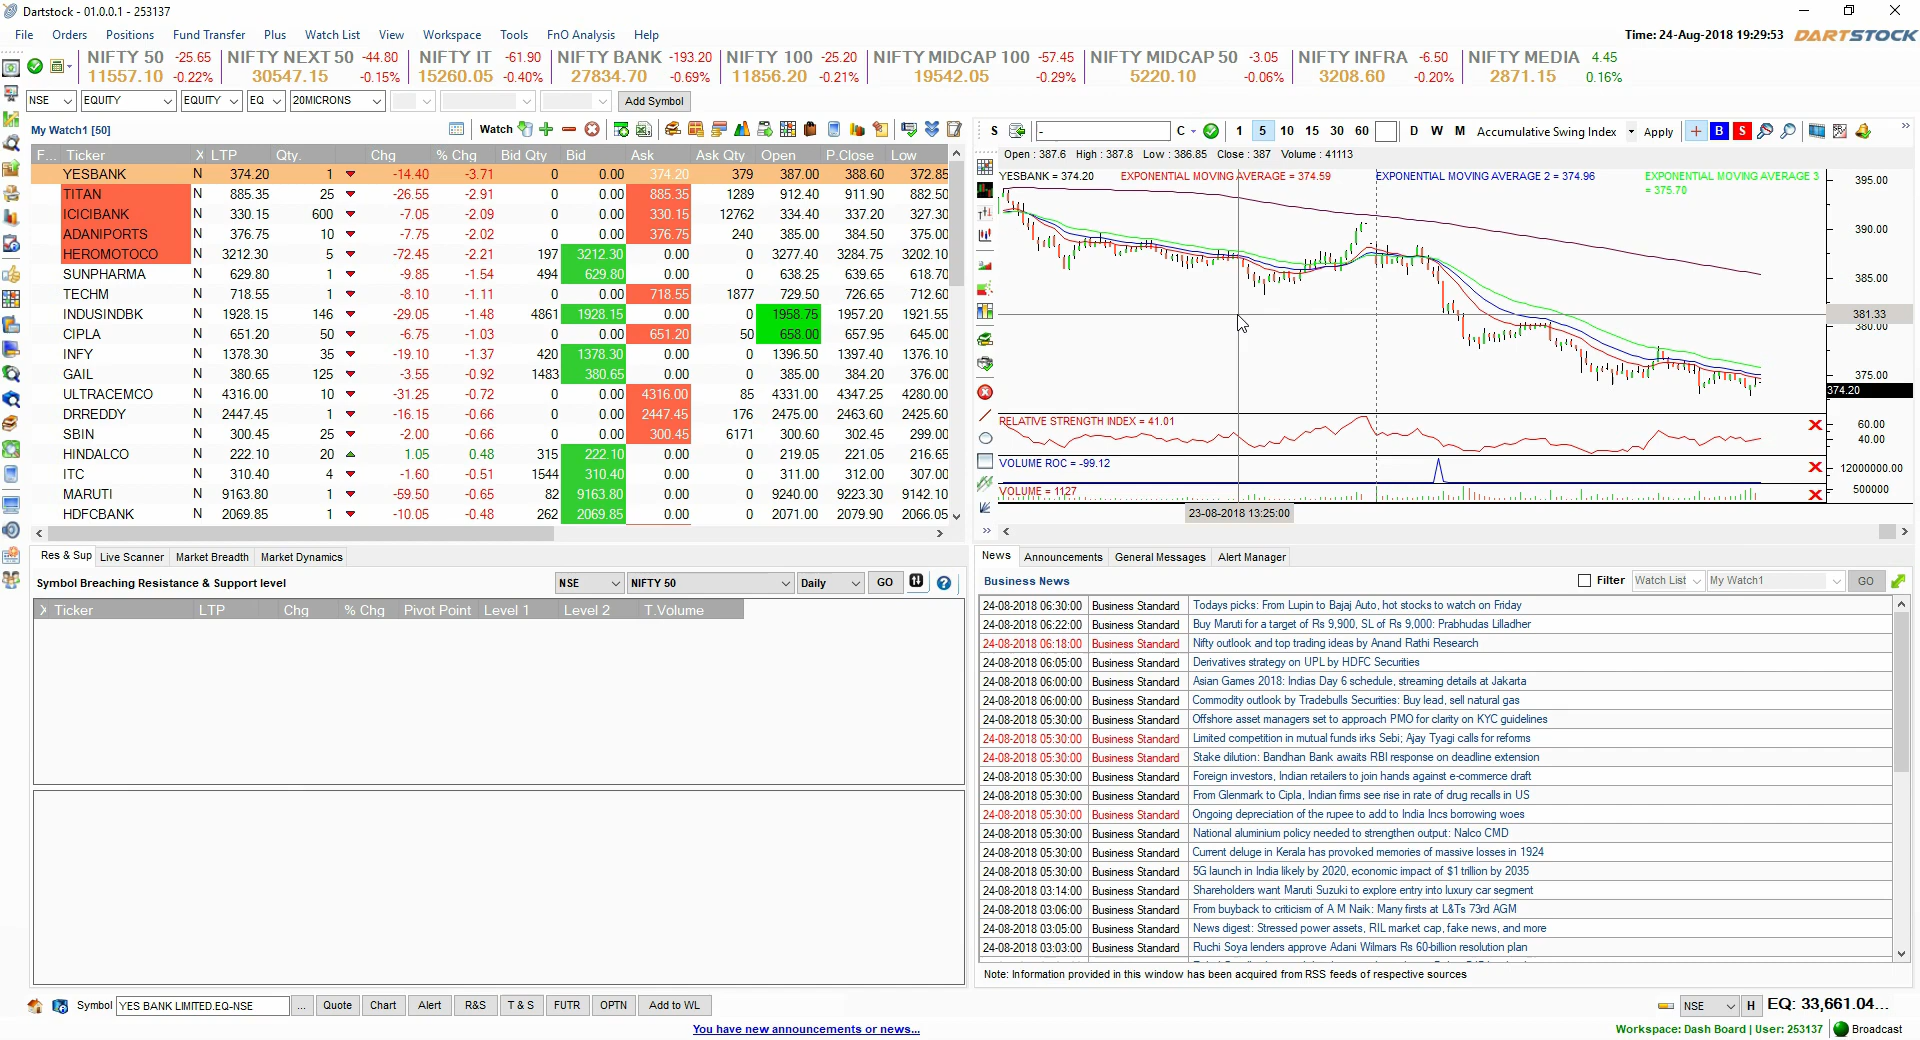 Dartstock - 01.0.0.1 - 253137
File Orders Positions Fund Transfer Plus Watch List View Workspace Tools FnO Analysis Help
Time: 24-Aug-2018 19:29:53 DARTSTOCK
NIFTY 50 -25.65 NIFTY NEXT 50 -44.80 NIFTY IT -61.90 NIFTY BANK -193.20 NIFTY 100 -25.20 NIFTY MIDCAP 100 -57.45 NIFTY MIDCAP 50 -3.05 NIFTY INFRA -6.50 NIFTY MEDIA 4.45
11557.10 -0.22% 30547.15 -0.15% 15260.05 -0.40% 27834.70 -0.69% 11856.20 -0.21% 19542.05 -0.29% 5220.10 -0.06% 3208.60 -0.20% 2871.15 0.16%
NSE EQUITY EQUITY EQ 20MICRONS Add Symbol
My Watch1 [50] Watch
F... Ticker X LTP Qty. Chg % Chg Bid Qty Bid Ask Ask Qty Open P.Close Low
YESBANK N 374.20 1 -14.40 -3.71 0 0.00 374.20 379 387.00 388.60 372.85
TITAN N 885.35 25 -26.55 -2.91 0 0.00 885.35 1289 912.40 911.90 882.50
ICICIBANK N 330.15 600 -7.05 -2.09 0 0.00 330.15 12762 334.40 337.20 327.30
ADANIPORTS N 376.75 10 -7.75 -2.02 0 0.00 376.75 240 385.00 384.50 375.00
HEROMOTOCO N 3212.30 5 -72.45 -2.21 197 3212.30 0.00 0 3277.40 3284.75 3202.10
SUNPHARMA N 629.80 1 -9.85 -1.54 494 629.80 0.00 0 638.25 639.65 618.70
TECHM N 718.55 1 -8.10 -1.11 0 0.00 718.55 1877 729.50 726.65 712.60
INDUSINDBK N 1928.15 146 -29.05 -1.48 4861 1928.15 0.00 0 1958.75 1957.20 1921.55
CIPLA N 651.20 50 -6.75 -1.03 0 0.00 651.20 50 658.00 657.95 645.00
INFY N 1378.30 35 -19.10 -1.37 420 1378.30 0.00 0 1396.50 1397.40 1376.10
GAIL N 380.65 125 -3.55 -0.92 1483 380.65 0.00 0 385.00 384.20 376.00
ULTRACEMCO N 4316.00 10 -31.25 -0.72 0 0.00 4316.00 85 4331.00 4347.25 4280.00
DRREDDY N 2447.45 1 -16.15 -0.66 0 0.00 2447.45 176 2475.00 2463.60 2425.60
SBIN N 300.45 25 -2.00 -0.66 0 0.00 300.45 6171 300.60 302.45 299.00
HINDALCO N 222.10 20 1.05 0.48 315 222.10 0.00 0 219.05 221.05 216.65
ITC N 310.40 4 -1.60 -0.51 1544 310.40 0.00 0 311.00 312.00 307.00
MARUTI N 9163.80 1 -59.50 -0.65 82 9163.80 0.00 0 9240.00 9223.30 9142.10
HDFCBANK N 2069.85 1 -10.05 -0.48 262 2069.85 0.00 0 2071.00 2079.90 2066.05
S - C 1 5 10 15 30 60 D W M Accumulative Swing Index Apply B S
Open : 387.6 High : 387.8 Low : 386.85 Close : 387 Volume : 41113
YESBANK = 374.20 EXPONENTIAL MOVING AVERAGE = 374.59 EXPONENTIAL MOVING AVERAGE 2 = 374.96 EXPONENTIAL MOVING AVERAGE 3 = 375.70
395.00
390.00
385.00
381.33
380.00
375.00
374.20
RELATIVE STRENGTH INDEX = 41.01
60.00
40.00
VOLUME ROC = -99.12
12000000.00
VOLUME = 1127
500000
23-08-2018 13:25:00
Res & Sup Live Scanner Market Breadth Market Dynamics
Symbol Breaching Resistance & Support level NSE NIFTY 50 Daily GO
X Ticker LTP Chg % Chg Pivot Point Level 1 Level 2 T.Volume
News Announcements General Messages Alert Manager
Business News Filter Watch List My Watch1 GO
24-08-2018 06:30:00 Business Standard Todays picks: From Lupin to Bajaj Auto, hot stocks to watch on Friday
24-08-2018 06:22:00 Business Standard Buy Maruti for a target of Rs 9,900, SL of Rs 9,000: Prabhudas Lilladher
24-08-2018 06:18:00 Business Standard Nifty outlook and top trading ideas by Anand Rathi Research
24-08-2018 06:05:00 Business Standard Derivatives strategy on UPL by HDFC Securities
24-08-2018 06:00:00 Business Standard Asian Games 2018: Indias Day 6 schedule, streaming details at Jakarta
24-08-2018 06:00:00 Business Standard Commodity outlook by Tradebulls Securities: Buy lead, sell natural gas
24-08-2018 05:30:00 Business Standard Offshore asset managers set to approach PMO for clarity on KYC guidelines
24-08-2018 05:30:00 Business Standard Limited competition in mutual funds irks Sebi; Ajay Tyagi calls for reforms
24-08-2018 05:30:00 Business Standard Stake dilution: Bandhan Bank awaits RBI response on deadline extension
24-08-2018 05:30:00 Business Standard Foreign investors, Indian retailers to join hands against e-commerce draft
24-08-2018 05:30:00 Business Standard From Glenmark to Cipla, Indian firms see rise in rate of drug recalls in US
24-08-2018 05:30:00 Business Standard Ongoing depreciation of the rupee to add to India Incs borrowing woes
24-08-2018 05:30:00 Business Standard National aluminium policy needed to strengthen output: Nalco CMD
24-08-2018 05:30:00 Business Standard Current deluge in Kerala has provoked memories of massive losses in 1924
24-08-2018 05:30:00 Business Standard 5G launch in India likely by 2020, economic impact of $1 trillion by 2035
24-08-2018 03:14:00 Business Standard Shareholders want Maruti Suzuki to explore entry into luxury car segment
24-08-2018 03:06:00 Business Standard From buyback to criticism of A M Naik: Many firsts at L&Ts 73rd AGM
24-08-2018 03:05:00 Business Standard News digest: Stressed power assets, RIL market cap, fake news, and more
24-08-2018 03:03:00 Business Standard Ruchi Soya lenders approve Adani Wilmars Rs 60-billion resolution plan
Note: Information provided in this window has been acquired from RSS feeds of respective sources
Symbol YES BANK LIMITED.EQ-NSE ... Quote Chart Alert R&S T & S FUTR OPTN Add to WL NSE H EQ: 33,661.04...
You have new announcements or news... Workspace: Dash Board | User: 253137 Broadcast